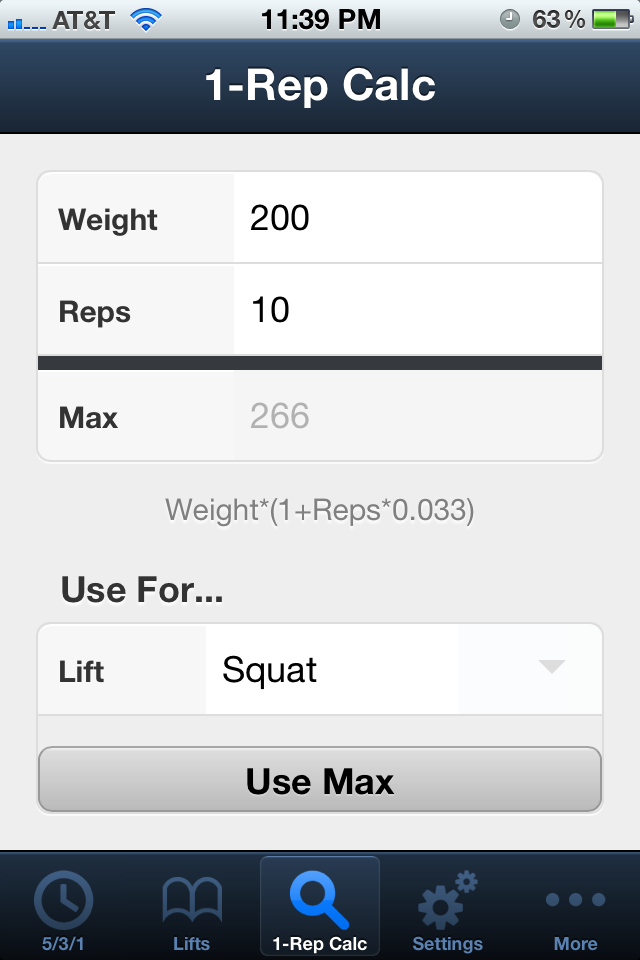 AT&T 11:39 PM 63%
1-Rep Calc
Weight 200
Reps 10
Max 266
Weight*(1+Reps*0.033)
Use For...
Lift Squat
Use Max
5/3/1 Lifts 1-Rep Calc Settings More